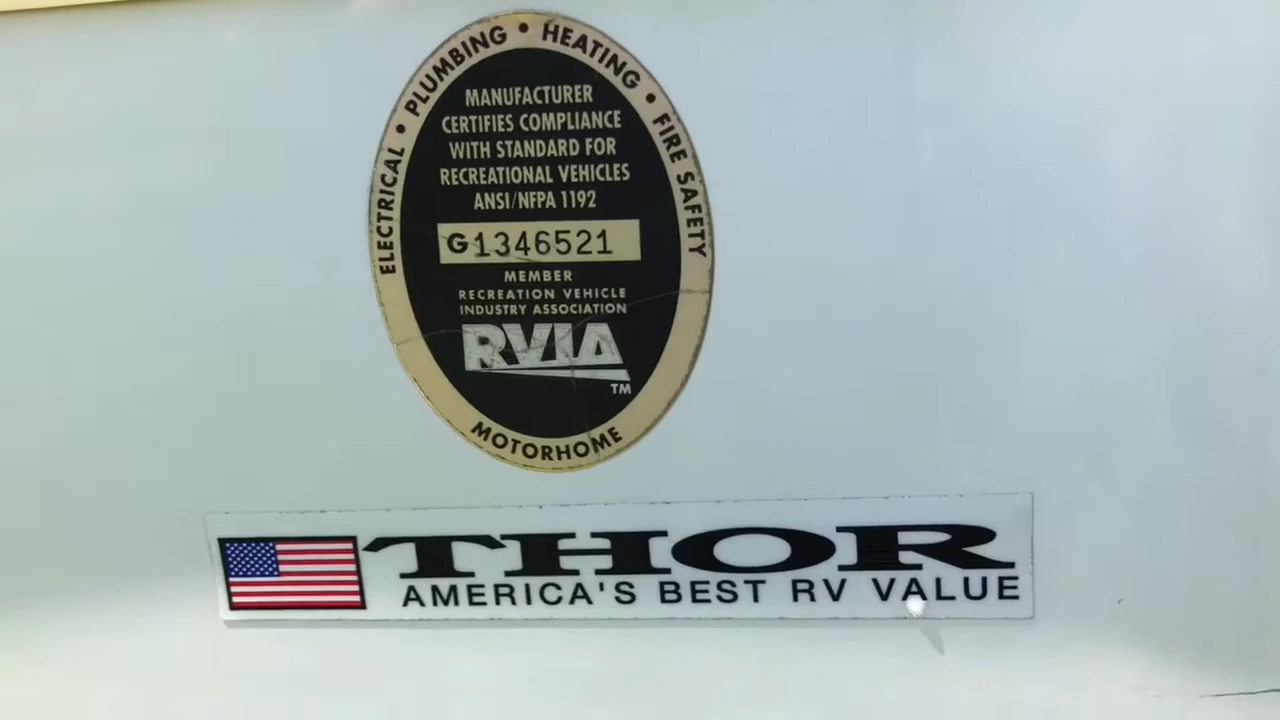 ELECTRICAL • PLUMBING • HEATING • FIRE SAFETY
MANUFACTURER
CERTIFIES COMPLIANCE
WITH STANDARD FOR
RECREATIONAL VEHICLES
ANSI/NFPA 1192
G1346521
MEMBER
RECREATION VEHICLE
INDUSTRY ASSOCIATION
RVIA
TM
MOTORHOME
THOR
AMERICA'S BEST RV VALUE